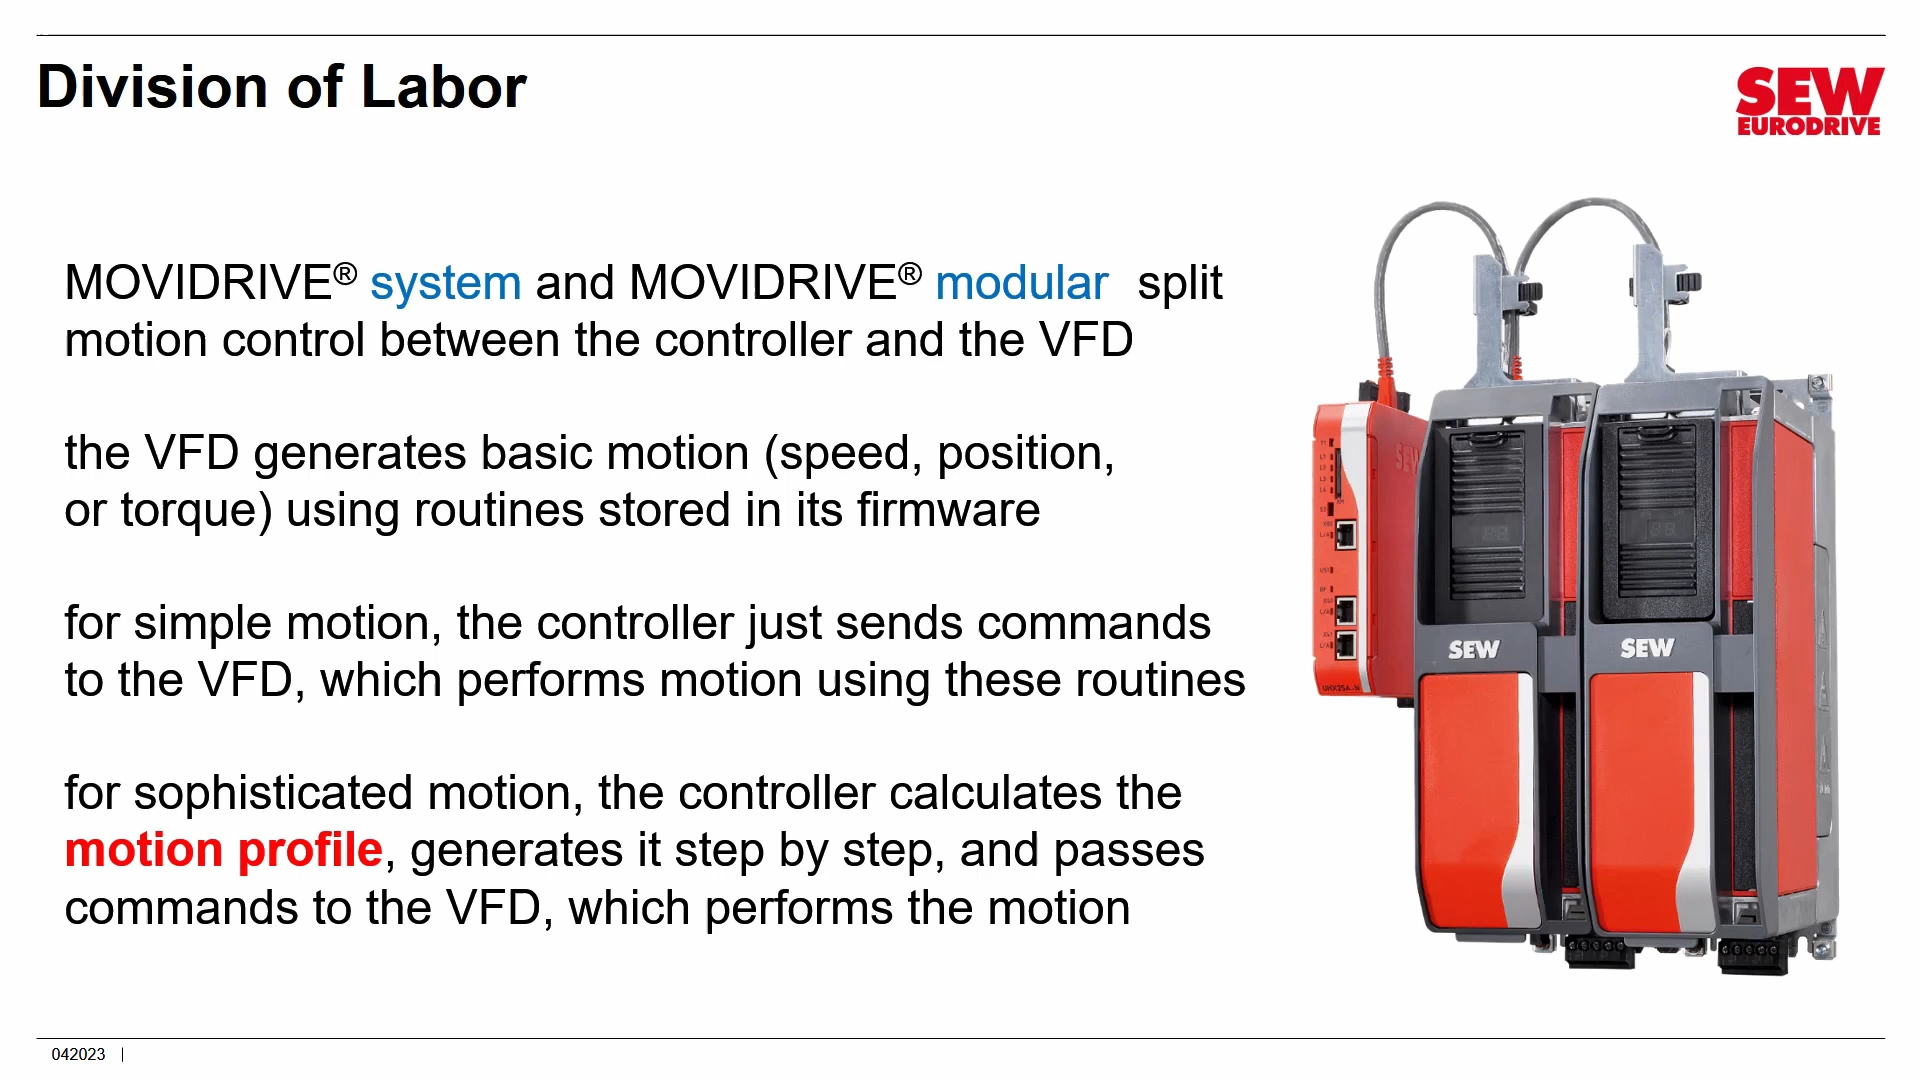 Division of Labor
SEW
EURODRIVE
MOVIDRIVE® system and MOVIDRIVE® modular split
motion control between the controller and the VFD
the VFD generates basic motion (speed, position,
or torque) using routines stored in its firmware
for simple motion, the controller just sends commands
to the VFD, which performs motion using these routines
for sophisticated motion, the controller calculates the
motion profile, generates it step by step, and passes
commands to the VFD, which performs the motion
SEW
SEW
SEW
UHX25A-N
042023 |